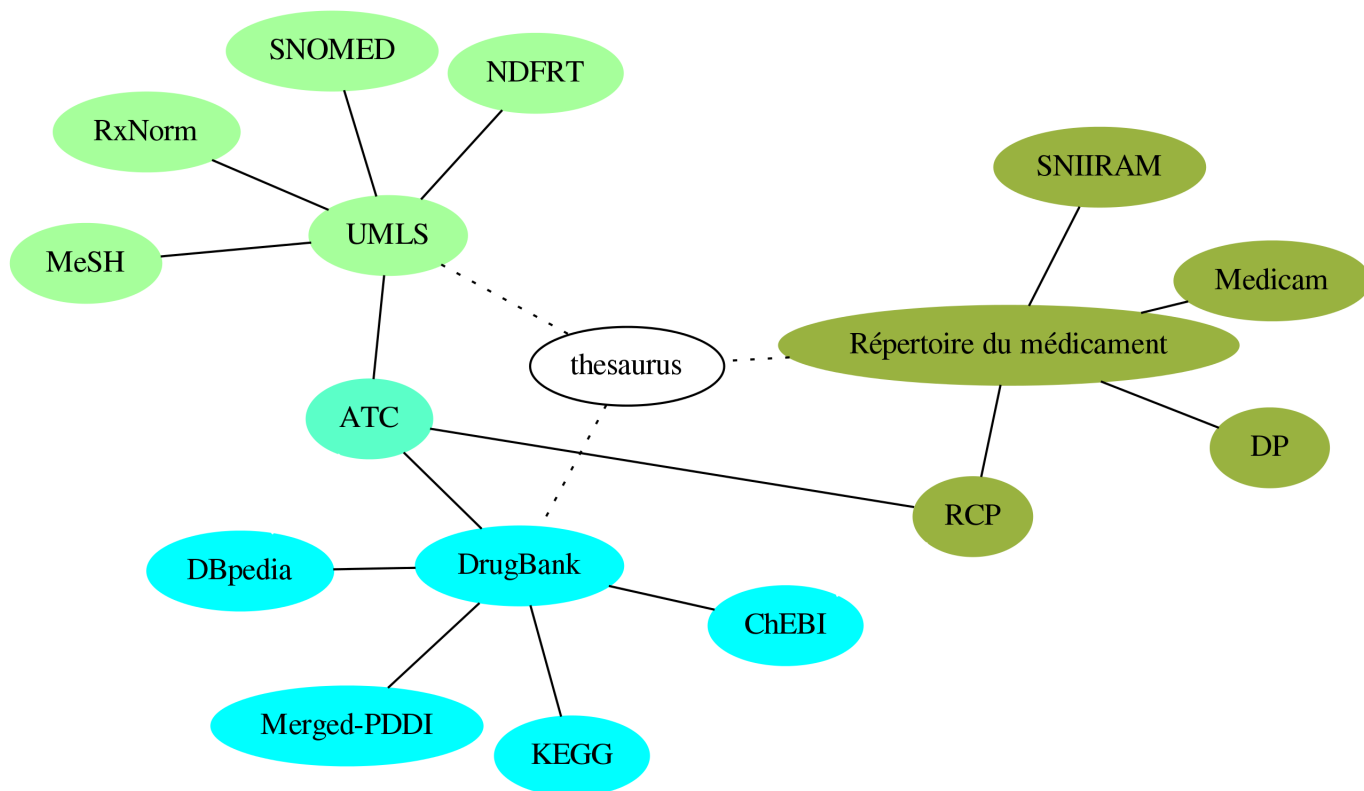 SNOMED
NDFRT
RxNorm
SNIIRAM
UMLS
MeSH
Medicam
Répertoire du médicament
thesaurus
ATC
DP
RCP
DrugBank
DBpedia
ChEBI
Merged-PDDI
KEGG